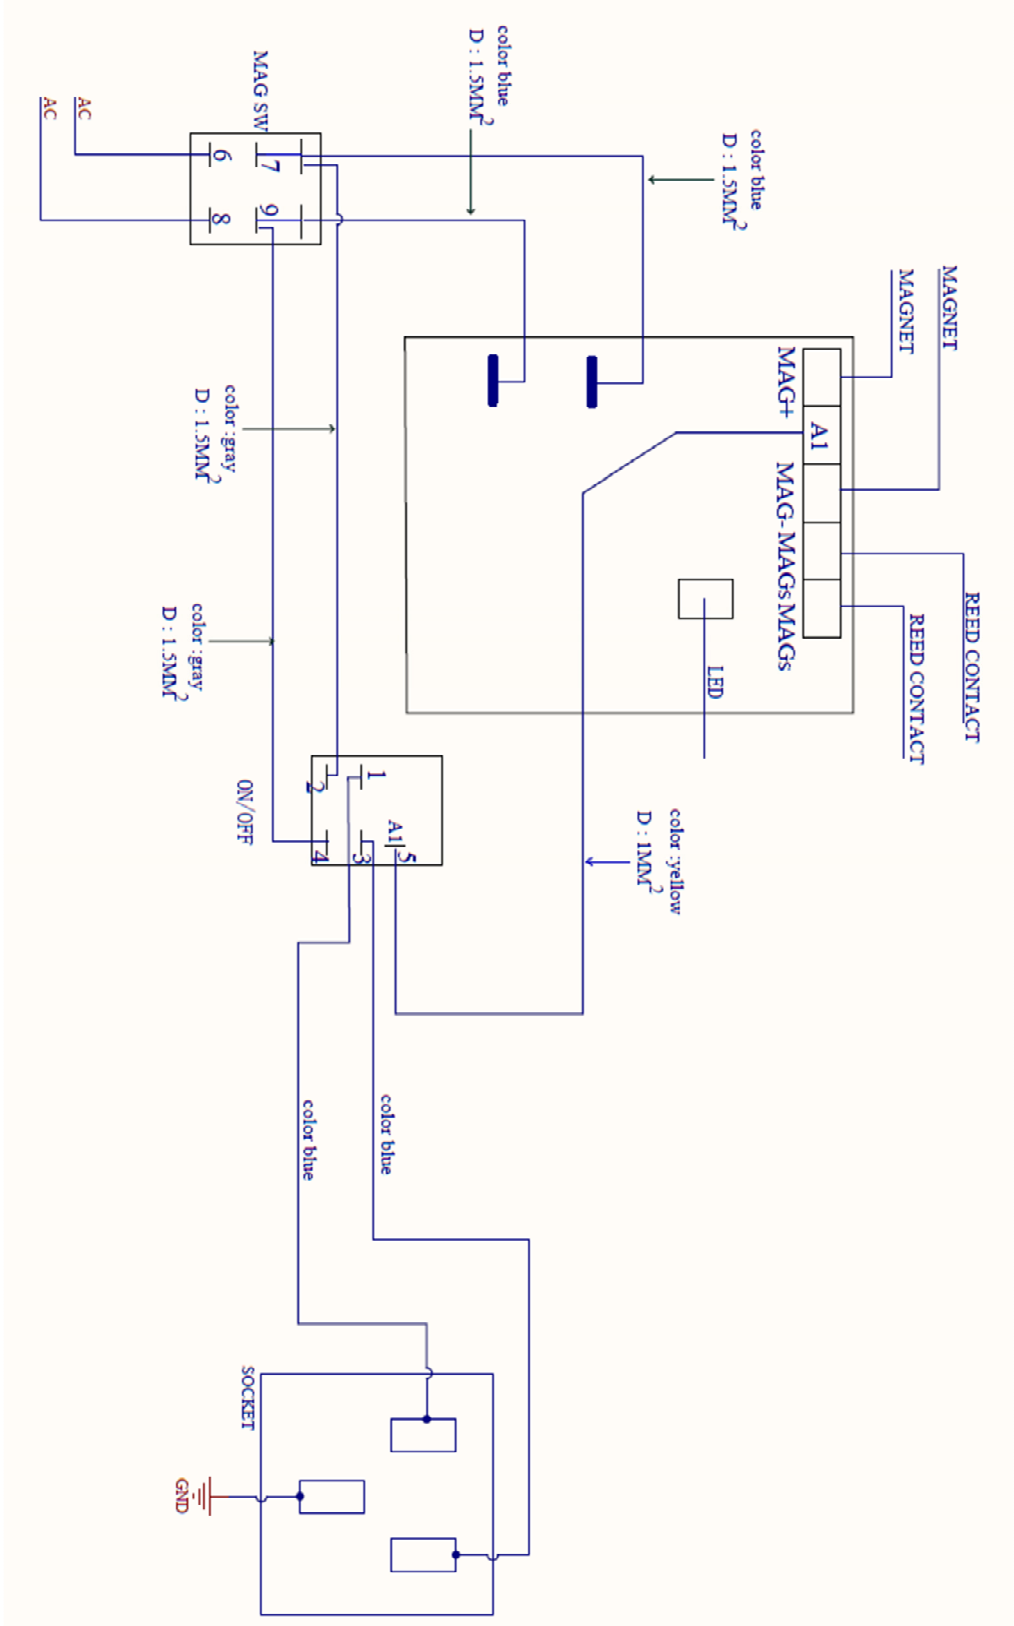 MAGNET
MAGNET
REED CONTACT
REED CONTACT
MAG+
A1
MAG-
MAGs
MAGs
LED
color blue
D : 1.5MM²
color blue
D : 1.5MM²
MAG SW
6
7
8
9
AC
AC
color :gray
D : 1.5MM²
color :gray
D : 1.5MM²
color :yellow
D : 1MM²
ON/OFF
1
2
3
4
A1
5
color blue
color blue
SOCKET
GND